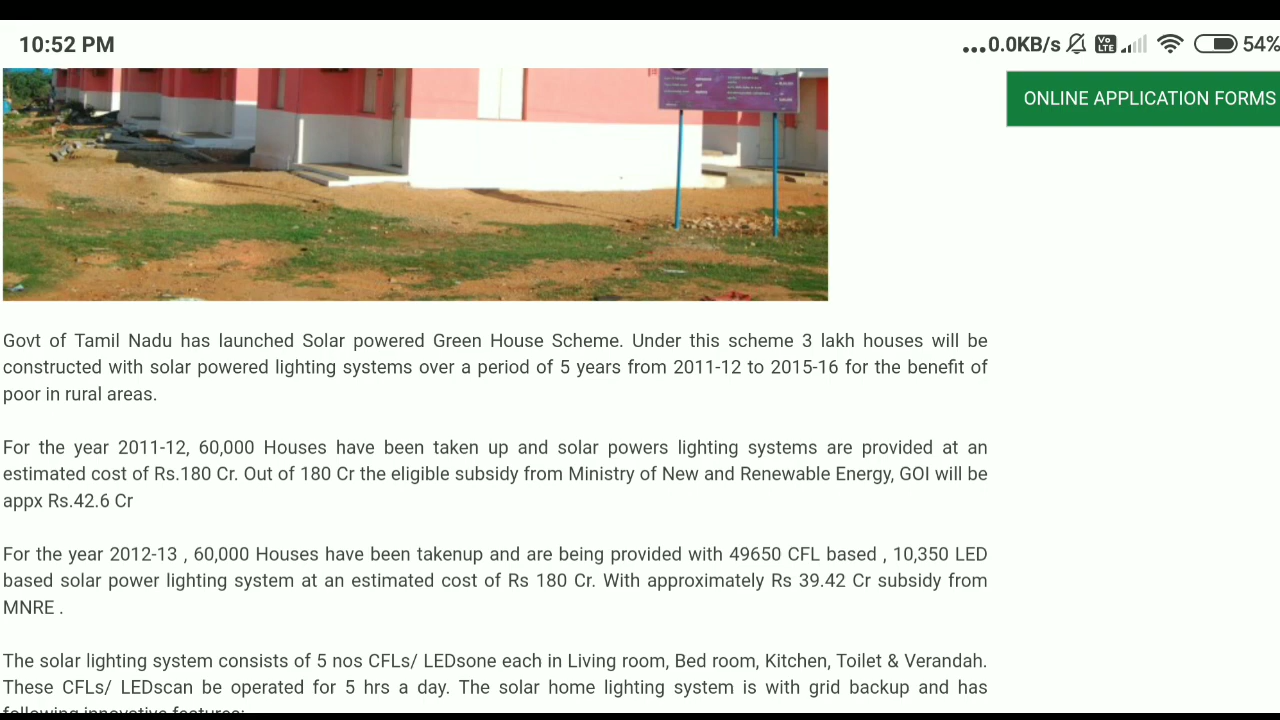 10:52 PM
...0.0KB/s Vo LTE 54%
ONLINE APPLICATION FORMS
Govt of Tamil Nadu has launched Solar powered Green House Scheme. Under this scheme 3 lakh houses will be
constructed with solar powered lighting systems over a period of 5 years from 2011-12 to 2015-16 for the benefit of
poor in rural areas.
For the year 2011-12, 60,000 Houses have been taken up and solar powers lighting systems are provided at an
estimated cost of Rs.180 Cr. Out of 180 Cr the eligible subsidy from Ministry of New and Renewable Energy, GOI will be
appx Rs.42.6 Cr
For the year 2012-13 , 60,000 Houses have been takenup and are being provided with 49650 CFL based , 10,350 LED
based solar power lighting system at an estimated cost of Rs 180 Cr. With approximately Rs 39.42 Cr subsidy from
MNRE .
The solar lighting system consists of 5 nos CFLs/ LEDsone each in Living room, Bed room, Kitchen, Toilet & Verandah.
These CFLs/ LEDscan be operated for 5 hrs a day. The solar home lighting system is with grid backup and has
following innovative features: